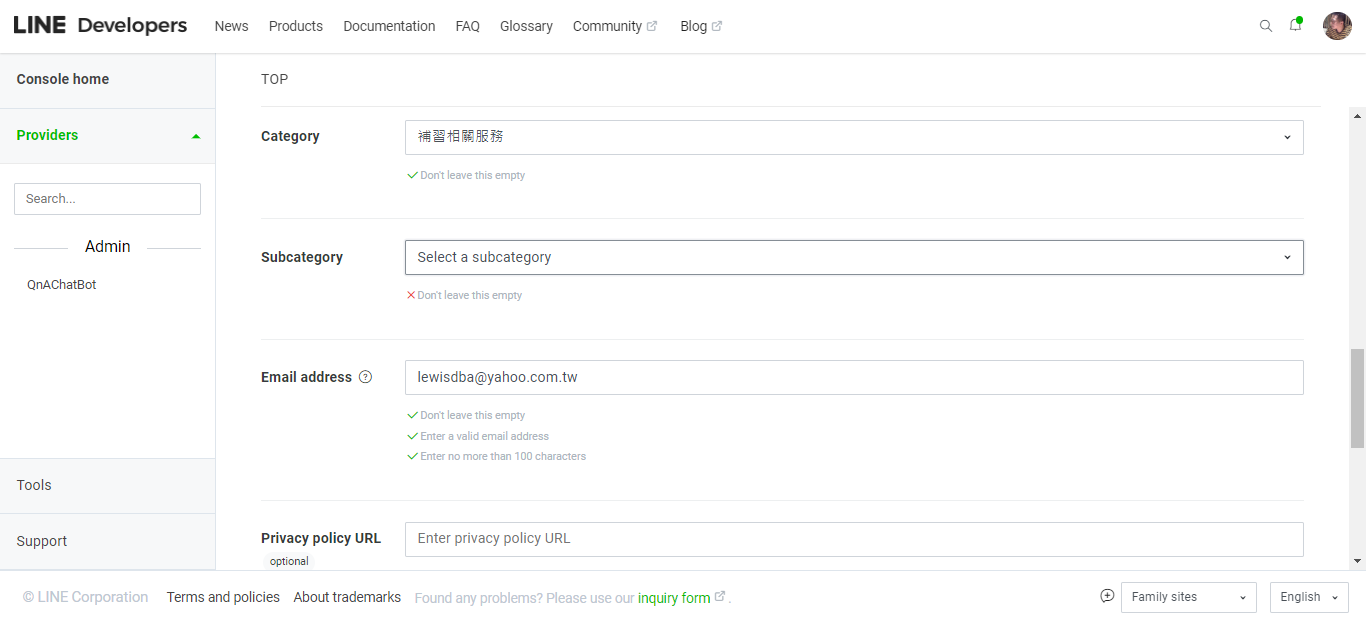 LINE Developers News Products Documentation FAQ Glossary Community Blog
Console home
Providers
Search...
Admin
QnAChatBot
Tools
Support
TOP
Category 補習相關服務
Don't leave this empty
Subcategory Select a subcategory
Don't leave this empty
Email address ? lewisdba@yahoo.com.tw
Don't leave this empty
Enter a valid email address
Enter no more than 100 characters
Privacy policy URL Enter privacy policy URL
optional
© LINE Corporation Terms and policies About trademarks Found any problems? Please use our inquiry form . Family sites English